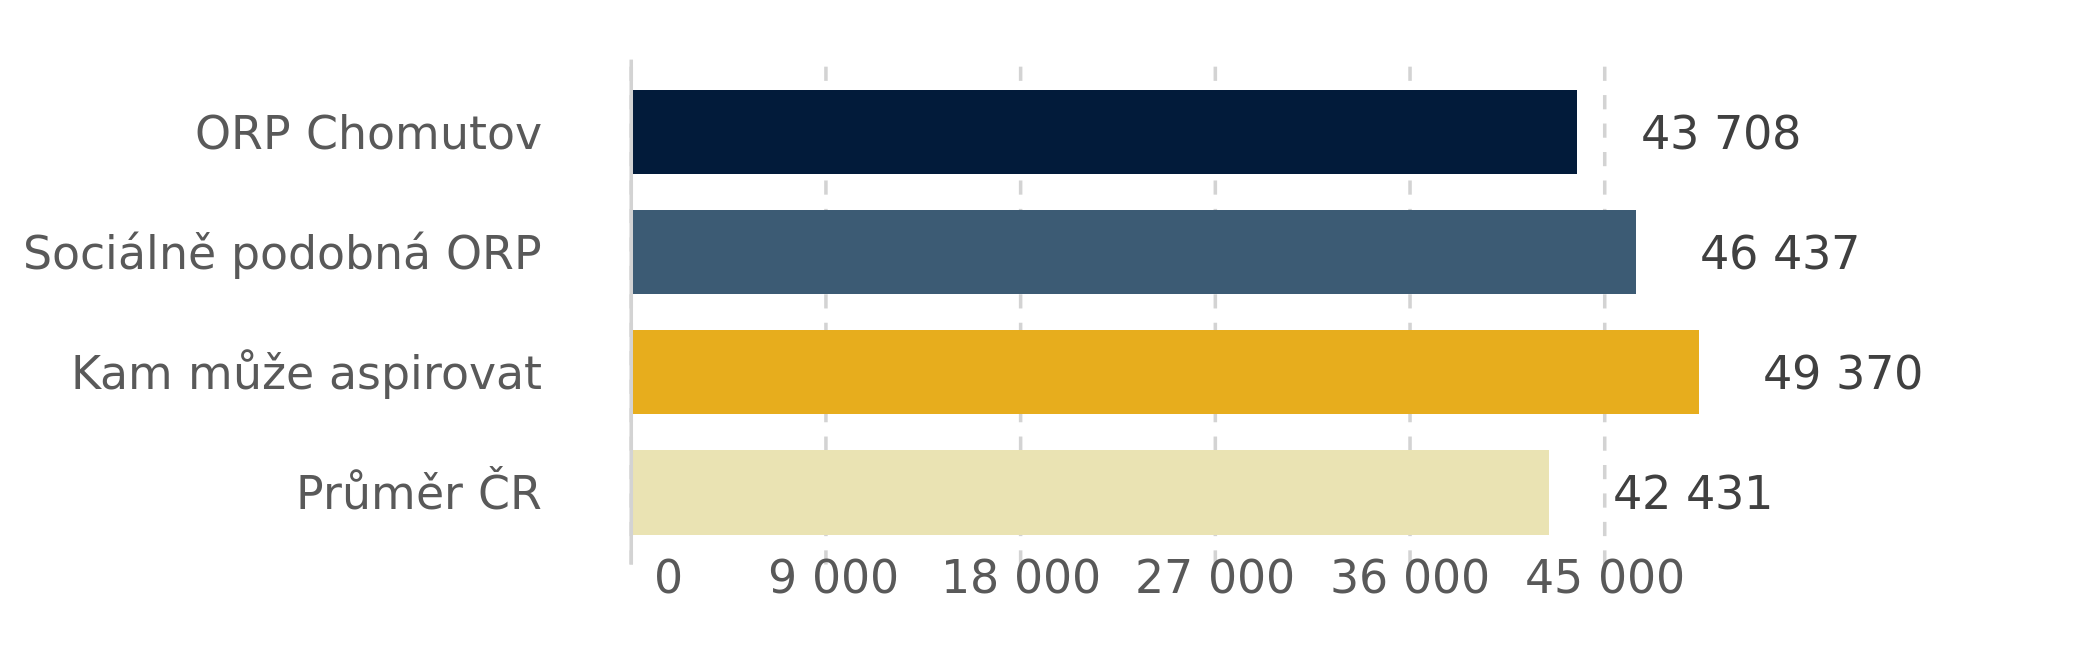 ORP Chomutov 43 708
Sociálně podobná ORP 46 437
Kam může aspirovat 49 370
Průměr ČR 42 431
0 9 000 18 000 27 000 36 000 45 000